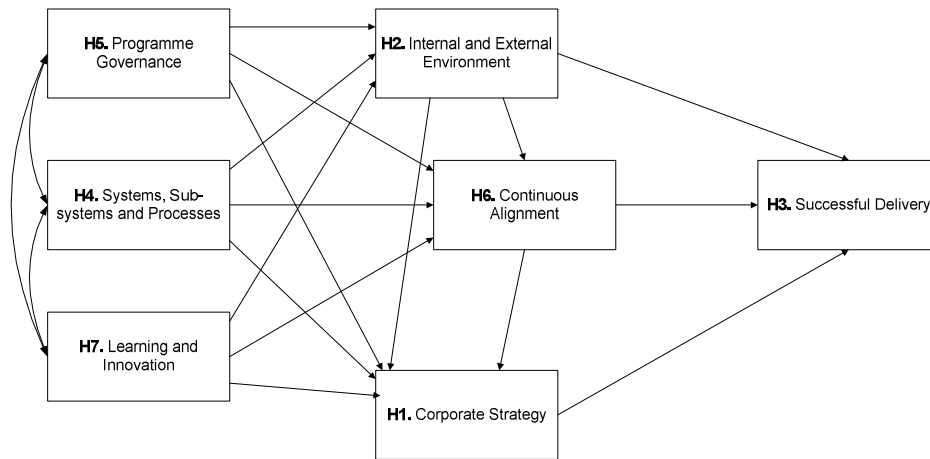 H5. Programme
Governance
H2. Internal and External
Environment
H4. Systems, Sub-
systems and Processes
H6. Continuous
Alignment
H3. Successful Delivery
H7. Learning and
Innovation
H1. Corporate Strategy